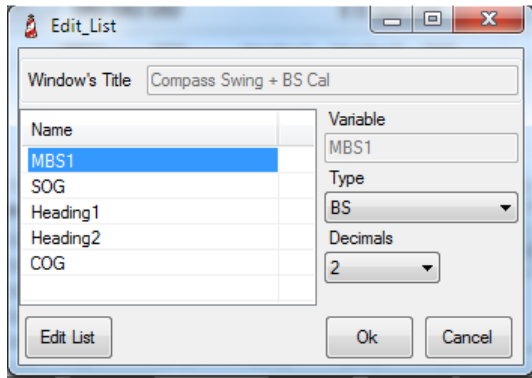 Edit_List
Window's Title Compass Swing + BS Cal
Name
MBS1
SOG
Heading1
Heading2
COG
Variable
MBS1
Type
BS
Decimals
2
Edit List
Ok
Cancel